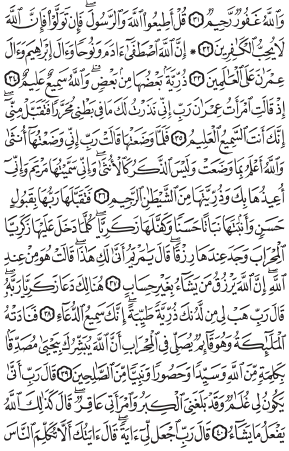 وَٱللَّهُ غَفُورٞ رَّحِيمٞ ٣١ قُلۡ أَطِيعُواْ ٱللَّهَ وَٱلرَّسُولَۖ فَإِن تَوَلَّوۡاْ فَإِنَّ ٱللَّهَ
لَا يُحِبُّ ٱلۡكَٰفِرِينَ ٣٢ ۞ إِنَّ ٱللَّهَ ٱصۡطَفَىٰٓ ءَادَمَ وَنُوحٗا وَءَالَ إِبۡرَٰهِيمَ وَءَالَ
عِمۡرَٰنَ عَلَى ٱلۡعَٰلَمِينَ ٣٣ ذُرِّيَّةَۢ بَعۡضُهَا مِنۢ بَعۡضٖۗ وَٱللَّهُ سَمِيعٌ عَلِيمٌ ٣٤
إِذۡ قَالَتِ ٱمۡرَأَتُ عِمۡرَٰنَ رَبِّ إِنِّي نَذَرۡتُ لَكَ مَا فِي بَطۡنِي مُحَرَّرٗا فَتَقَبَّلۡ مِنِّيٓۖ
إِنَّكَ أَنتَ ٱلسَّمِيعُ ٱلۡعَلِيمُ ٣٥ فَلَمَّا وَضَعَتۡهَا قَالَتۡ رَبِّ إِنِّي وَضَعۡتُهَآ أُنثَىٰ
وَٱللَّهُ أَعۡلَمُ بِمَا وَضَعَتۡ وَلَيۡسَ ٱلذَّكَرُ كَٱلۡأُنثَىٰۖ وَإِنِّي سَمَّيۡتُهَا مَرۡيَمَ وَإِنِّيٓ
أُعِيذُهَا بِكَ وَذُرِّيَّتَهَا مِنَ ٱلشَّيۡطَٰنِ ٱلرَّجِيمِ ٣٦ فَتَقَبَّلَهَا رَبُّهَا بِقَبُولٍ
حَسَنٖ وَأَنۢبَتَهَا نَبَاتًا حَسَنٗا وَكَفَّلَهَا زَكَرِيَّاۖ كُلَّمَا دَخَلَ عَلَيۡهَا زَكَرِيَّا
ٱلۡمِحۡرَابَ وَجَدَ عِندَهَا رِزۡقٗاۖ قَالَ يَٰمَرۡيَمُ أَنَّىٰ لَكِ هَٰذَاۖ قَالَتۡ هُوَ مِنۡ عِندِ
ٱللَّهِۖ إِنَّ ٱللَّهَ يَرۡزُقُ مَن يَشَآءُ بِغَيۡرِ حِسَابٍ ٣٧ هُنَالِكَ دَعَا زَكَرِيَّا رَبَّهُۥۖ
قَالَ رَبِّ هَبۡ لِي مِن لَّدُنكَ ذُرِّيَّةٗ طَيِّبَةًۖ إِنَّكَ سَمِيعُ ٱلدُّعَآءِ ٣٨ فَنَادَتۡهُ
ٱلۡمَلَٰٓئِكَةُ وَهُوَ قَآئِمٞ يُصَلِّي فِي ٱلۡمِحۡرَابِ أَنَّ ٱللَّهَ يُبَشِّرُكَ بِيَحۡيَىٰ مُصَدِّقَۢا
بِكَلِمَةٖ مِّنَ ٱللَّهِ وَسَيِّدٗا وَحَصُورٗا وَنَبِيّٗا مِّنَ ٱلصَّٰلِحِينَ ٣٩ قَالَ رَبِّ أَنَّىٰ
يَكُونُ لِي غُلَٰمٞ وَقَدۡ بَلَغَنِيَ ٱلۡكِبَرُ وَٱمۡرَأَتِي عَاقِرٞۖ قَالَ كَذَٰلِكَ ٱللَّهُ
يَفۡعَلُ مَا يَشَآءُ ٤٠ قَالَ رَبِّ ٱجۡعَل لِّيٓ ءَايَةٗۖ قَالَ ءَايَتُكَ أَلَّا تُكَلِّمَ ٱلنَّاسَ